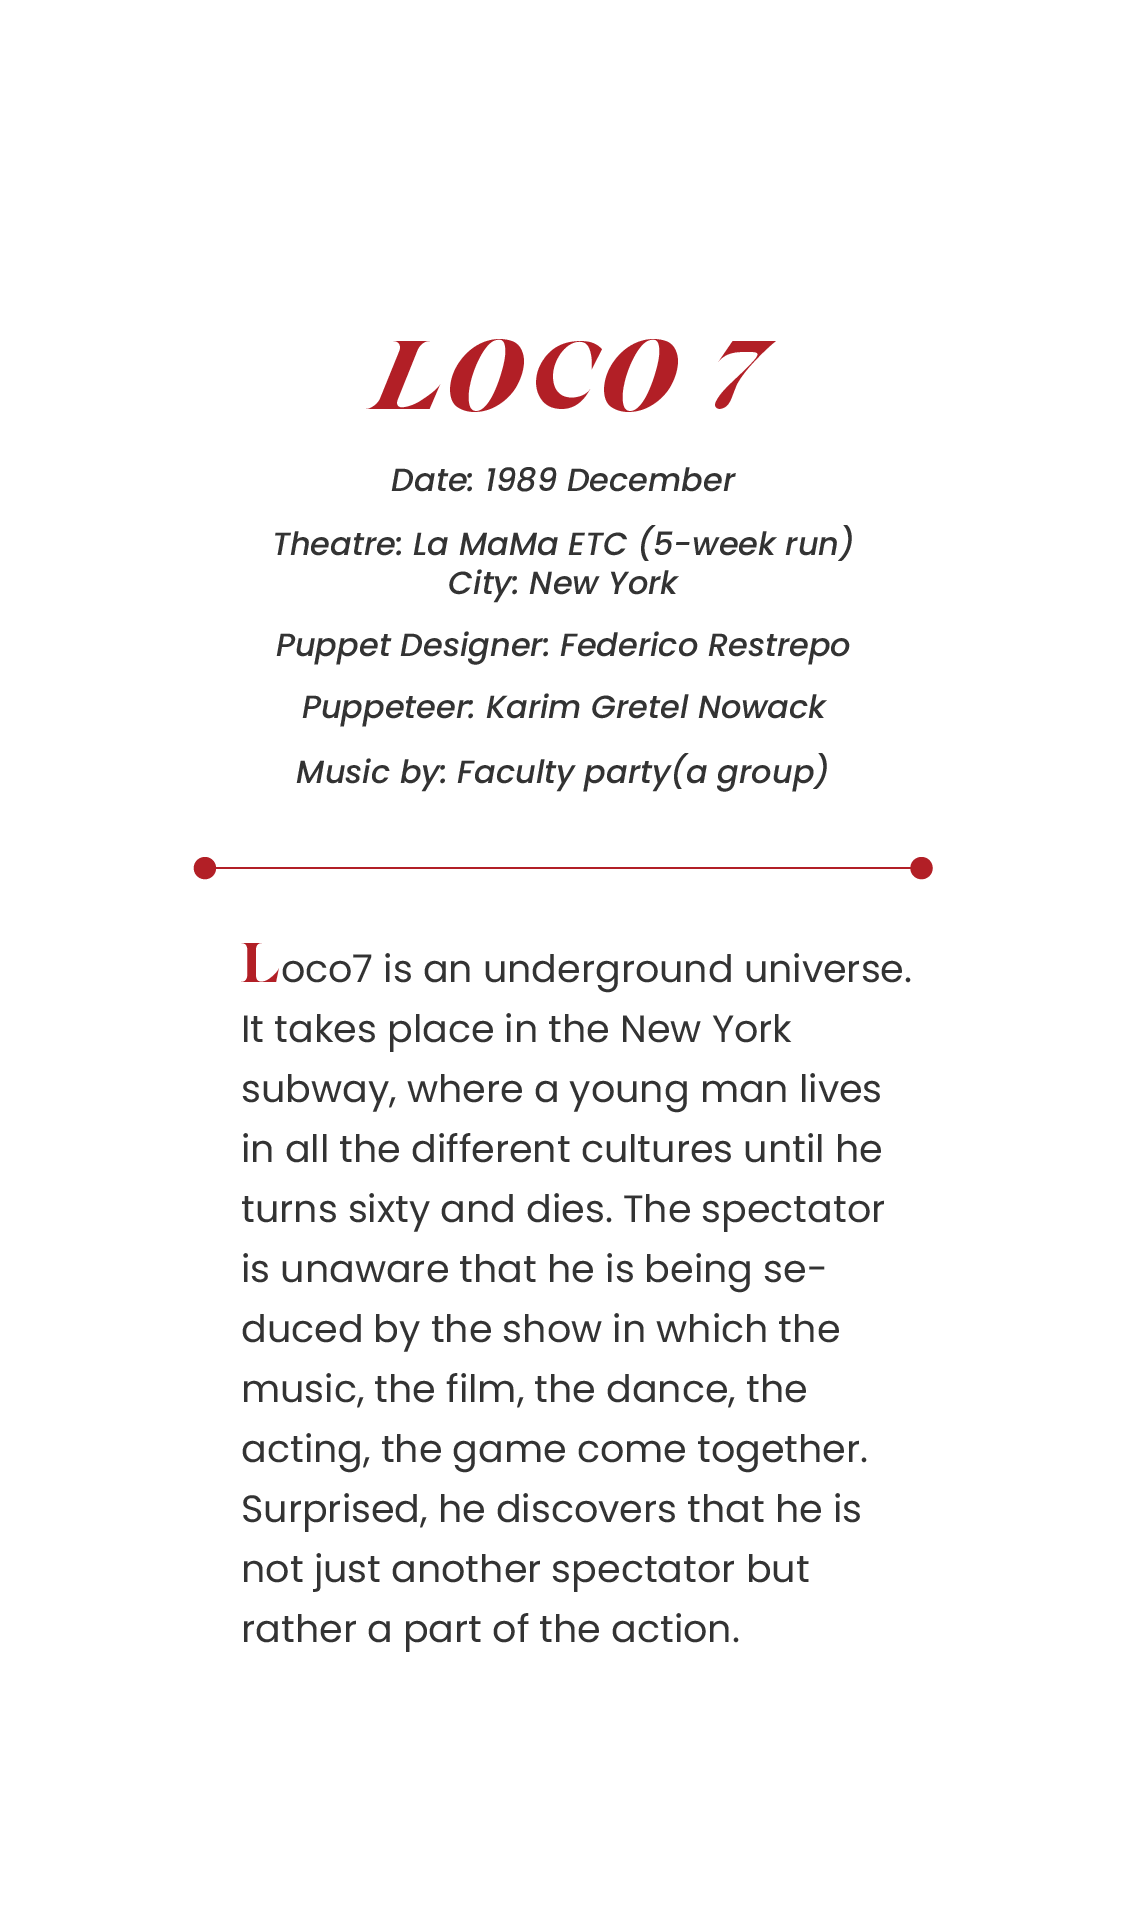 LOCO 7
Date: 1989 December
Theatre: La MaMa ETC (5-week run)
City: New York
Puppet Designer: Federico Restrepo
Puppeteer: Karim Gretel Nowack
Music by: Faculty party(a group)
Loco7 is an underground universe.
It takes place in the New York
subway, where a young man lives
in all the different cultures until he
turns sixty and dies. The spectator
is unaware that he is being se-
duced by the show in which the
music, the film, the dance, the
acting, the game come together.
Surprised, he discovers that he is
not just another spectator but
rather a part of the action.